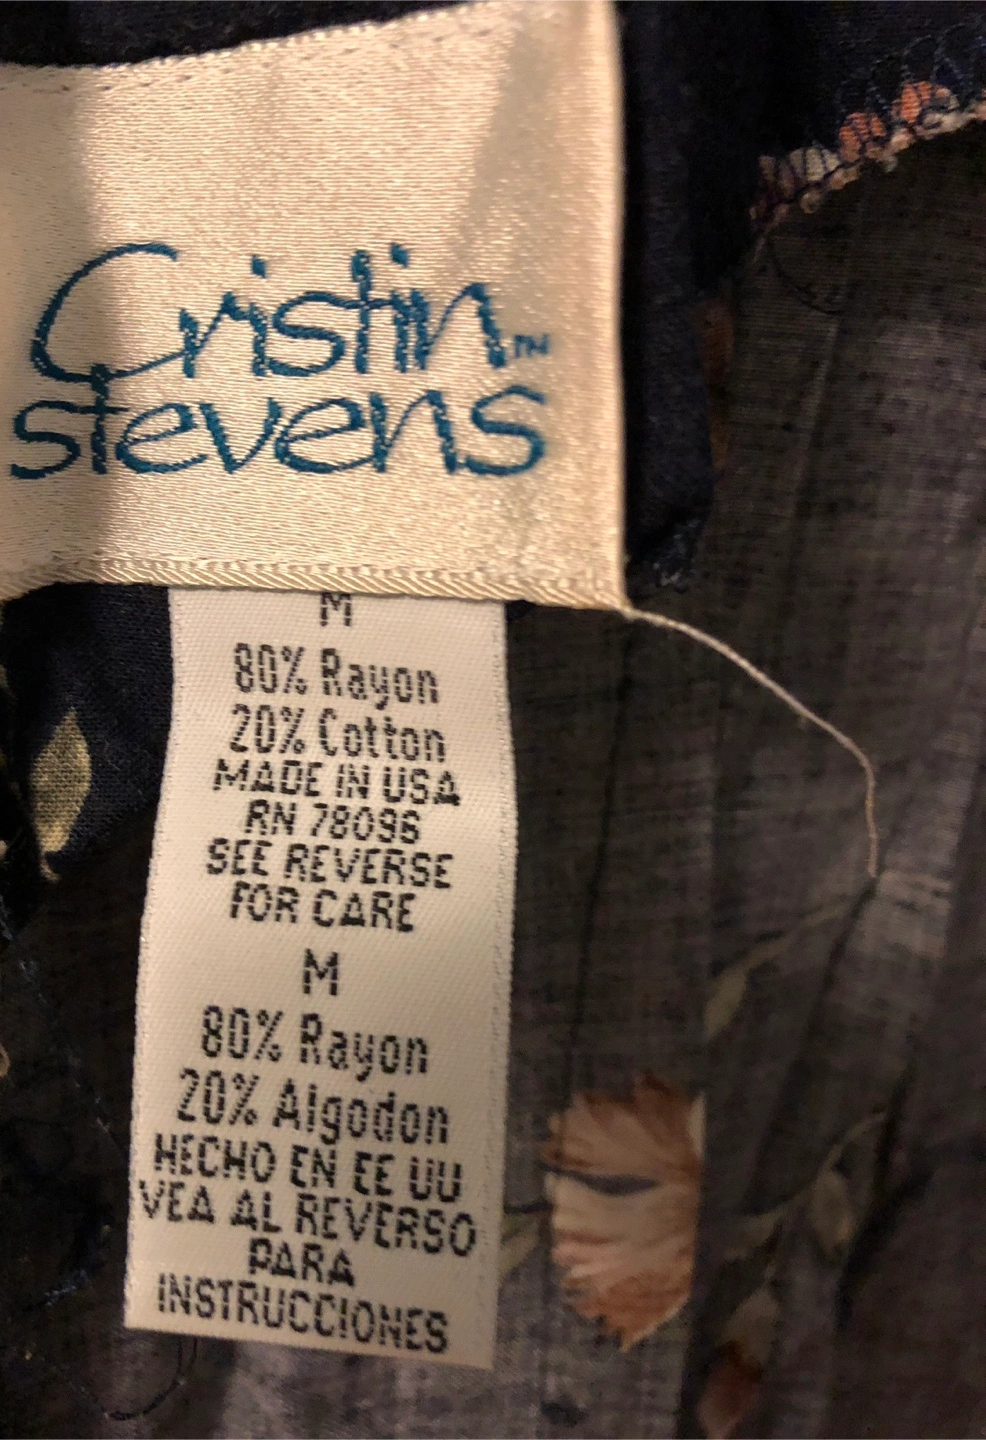 Cristin™
stevens
M
80% Rayon
20% Cotton
MADE IN USA
RN 78096
SEE REVERSE
FOR CARE
M
80% Rayon
20% Algodon
HECHO EN EE UU
VEA AL REVERSO
PARA
INSTRUCCIONES